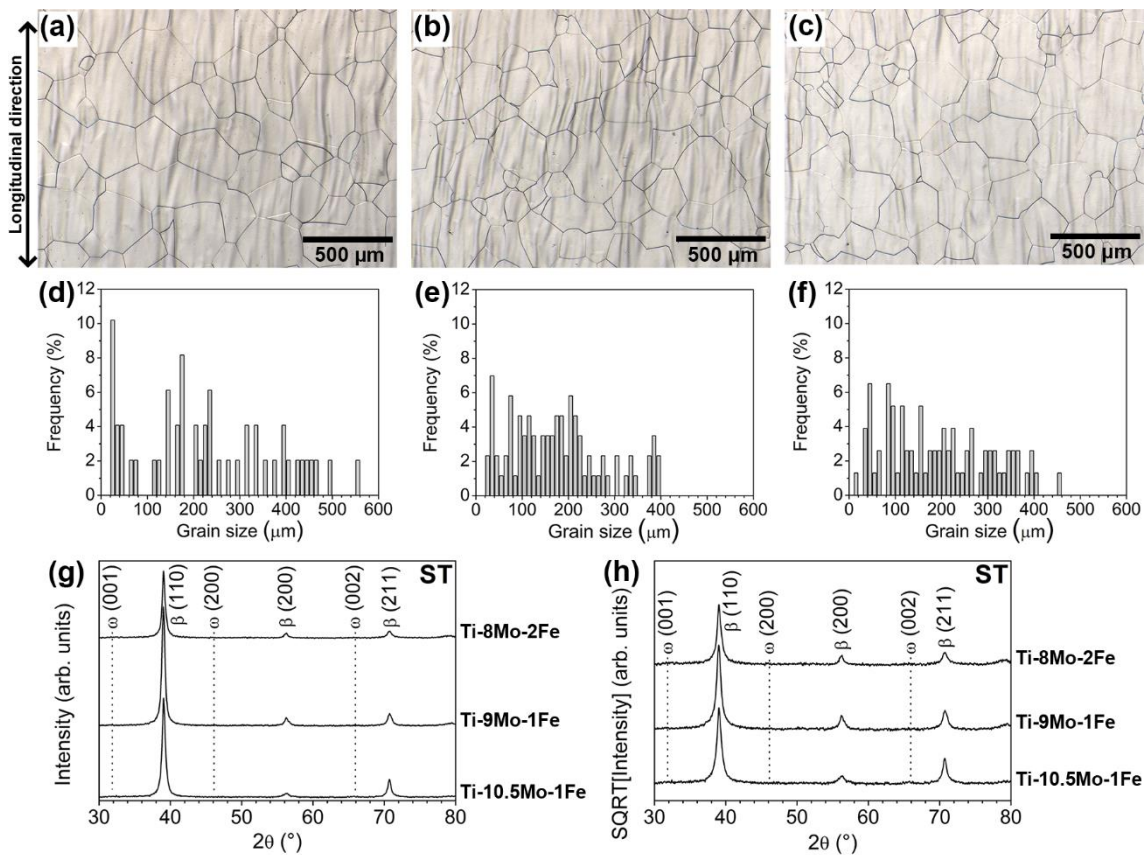 (a)
(b)
(c)
Longitudinal direction
500 µm
500 µm
500 µm
(d)
(e)
(f)
12
10
8
6
4
2
0
Frequency (%)
0 100 200 300 400 500 600
Grain size (µm)
12
10
8
6
4
2
0
Frequency (%)
0 100 200 300 400 500 600
Grain size (µm)
12
10
8
6
4
2
0
Frequency (%)
0 100 200 300 400 500 600
Grain size (µm)
(g)
ST
Intensity (arb. units)
ω (001)
β (110)
ω (200)
β (200)
ω (002)
β (211)
Ti-8Mo-2Fe
Ti-9Mo-1Fe
Ti-10.5Mo-1Fe
30 40 50 60 70 80
2θ (°)
(h)
ST
SQRT[Intensity] (arb. units)
ω (001)
β (110)
ω (200)
β (200)
ω (002)
β (211)
Ti-8Mo-2Fe
Ti-9Mo-1Fe
Ti-10.5Mo-1Fe
30 40 50 60 70 80
2θ (°)